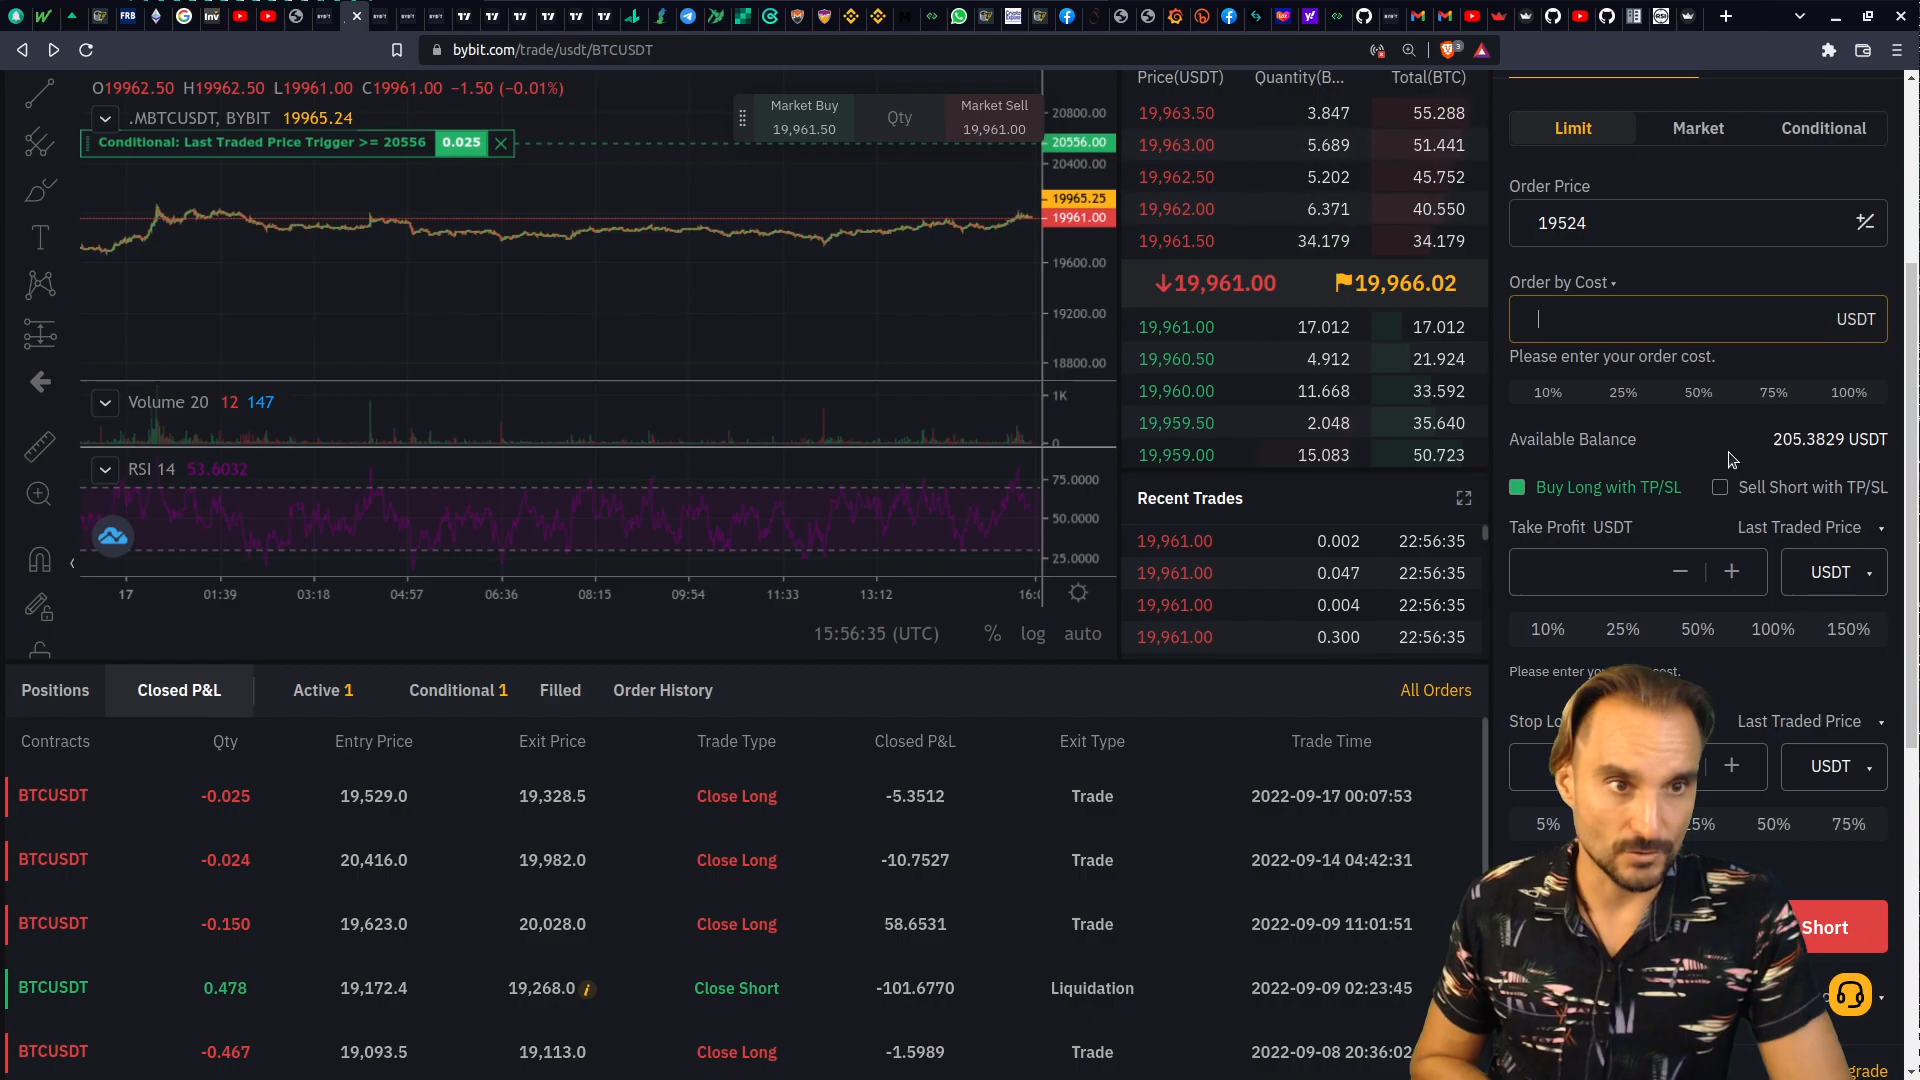 bybit.com/trade/usdt/BTCUSDT
O19962.50 H19962.50 L19961.00 C19961.00 −1.50 (−0.01%)
.MBTCUSDT, BYBIT 19965.24
Conditional: Last Traded Price Trigger >= 20556 0.025
Market Buy
19,961.50
Qty
Market Sell
19,961.00
20800.00
20556.00
20400.00
19965.25
19961.00
19600.00
19200.00
18800.00
Volume 20 12 147
1K
0
RSI 14 53.6032
75.0000
50.0000
25.0000
17 01:39 03:18 04:57 06:36 08:15 09:54 11:33 13:12
15:56:35 (UTC) % log auto
Price(USDT) Quantity(B... Total(BTC)
19,963.50 3.847 55.288
19,963.00 5.689 51.441
19,962.50 5.202 45.752
19,962.00 6.371 40.550
19,961.50 34.179 34.179
19,961.00 19,966.02
19,961.00 17.012 17.012
19,960.50 4.912 21.924
19,960.00 11.668 33.592
19,959.50 2.048 35.640
19,959.00 15.083 50.723
Recent Trades
19,961.00 0.002 22:56:35
19,961.00 0.047 22:56:35
19,961.00 0.004 22:56:35
19,961.00 0.300 22:56:35
Limit Market Conditional
Order Price
19524
Order by Cost
USDT
Please enter your order cost.
10% 25% 50% 75% 100%
Available Balance 205.3829 USDT
Buy Long with TP/SL Sell Short with TP/SL
Take Profit USDT Last Traded Price
USDT
10% 25% 50% 100% 150%
Please enter
Stop Last Traded Price
USDT
5% 50% 75%
Short
Positions Closed P&L Active 1 Conditional 1 Filled Order History All Orders
Contracts Qty Entry Price Exit Price Trade Type Closed P&L Exit Type Trade Time
BTCUSDT -0.025 19,529.0 19,328.5 Close Long -5.3512 Trade 2022-09-17 00:07:53
BTCUSDT -0.024 20,416.0 19,982.0 Close Long -10.7527 Trade 2022-09-14 04:42:31
BTCUSDT -0.150 19,623.0 20,028.0 Close Long 58.6531 Trade 2022-09-09 11:01:51
BTCUSDT 0.478 19,172.4 19,268.0 Close Short -101.6770 Liquidation 2022-09-09 02:23:45
BTCUSDT -0.467 19,093.5 19,113.0 Close Long -1.5989 Trade 2022-09-08 20:36:02